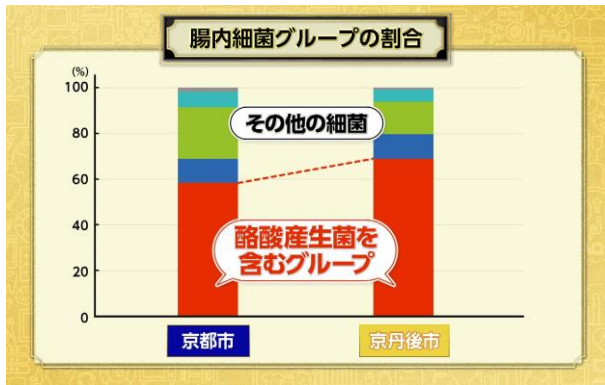 腸内細菌グループの割合
(%)
100
80
60
40
20
0
その他の細菌
酪酸産生菌を
含むグループ
京都市
京丹後市